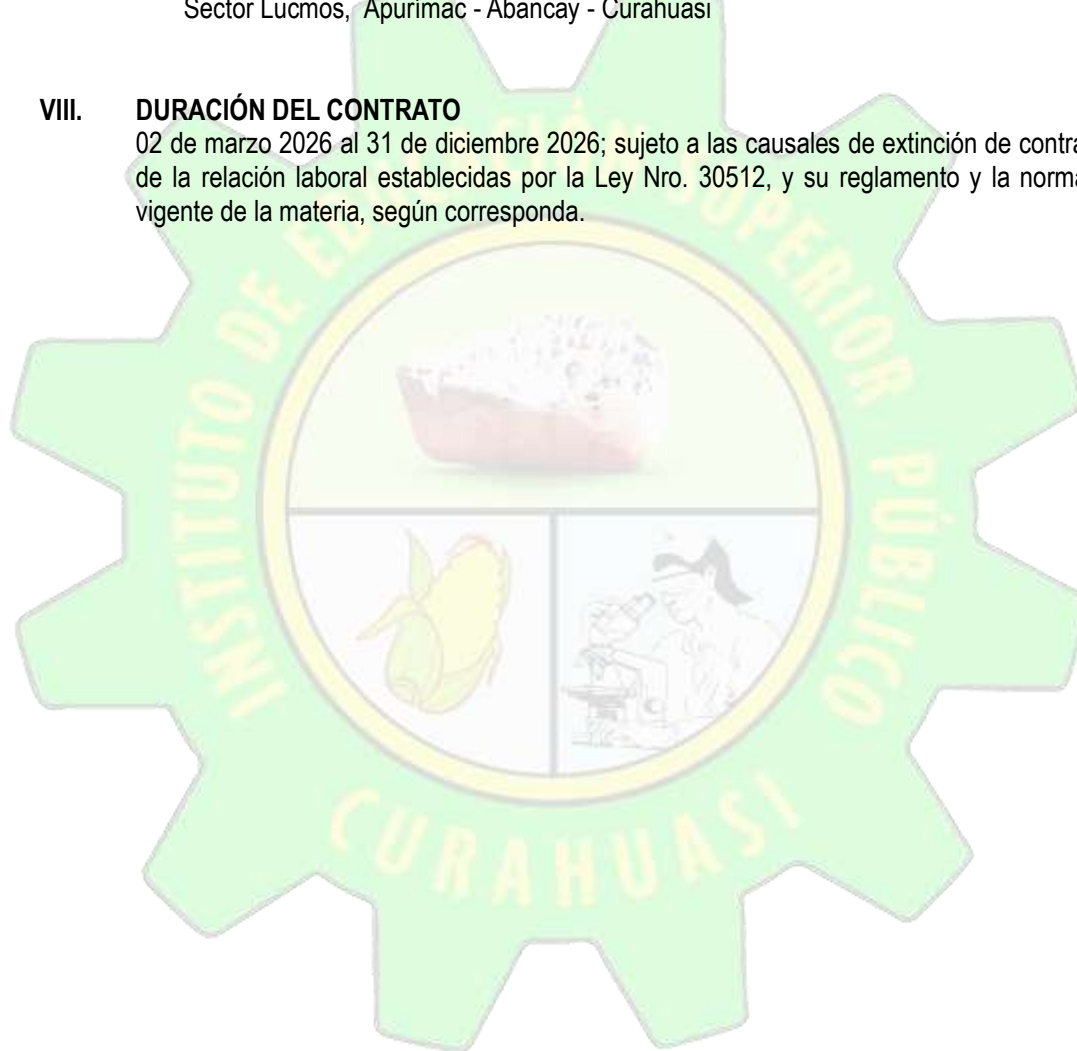 Sector Lucmos, Apurímac - Abancay - Curahuasi
VIII. DURACIÓN DEL CONTRATO
02 de marzo 2026 al 31 de diciembre 2026; sujeto a las causales de extinción de contra
de la relación laboral establecidas por la Ley Nro. 30512, y su reglamento y la norma
vigente de la materia, según corresponda.
INSTITUTO DE EDUCACIÓN SUPERIOR PÚBLICO
CURAHUASI